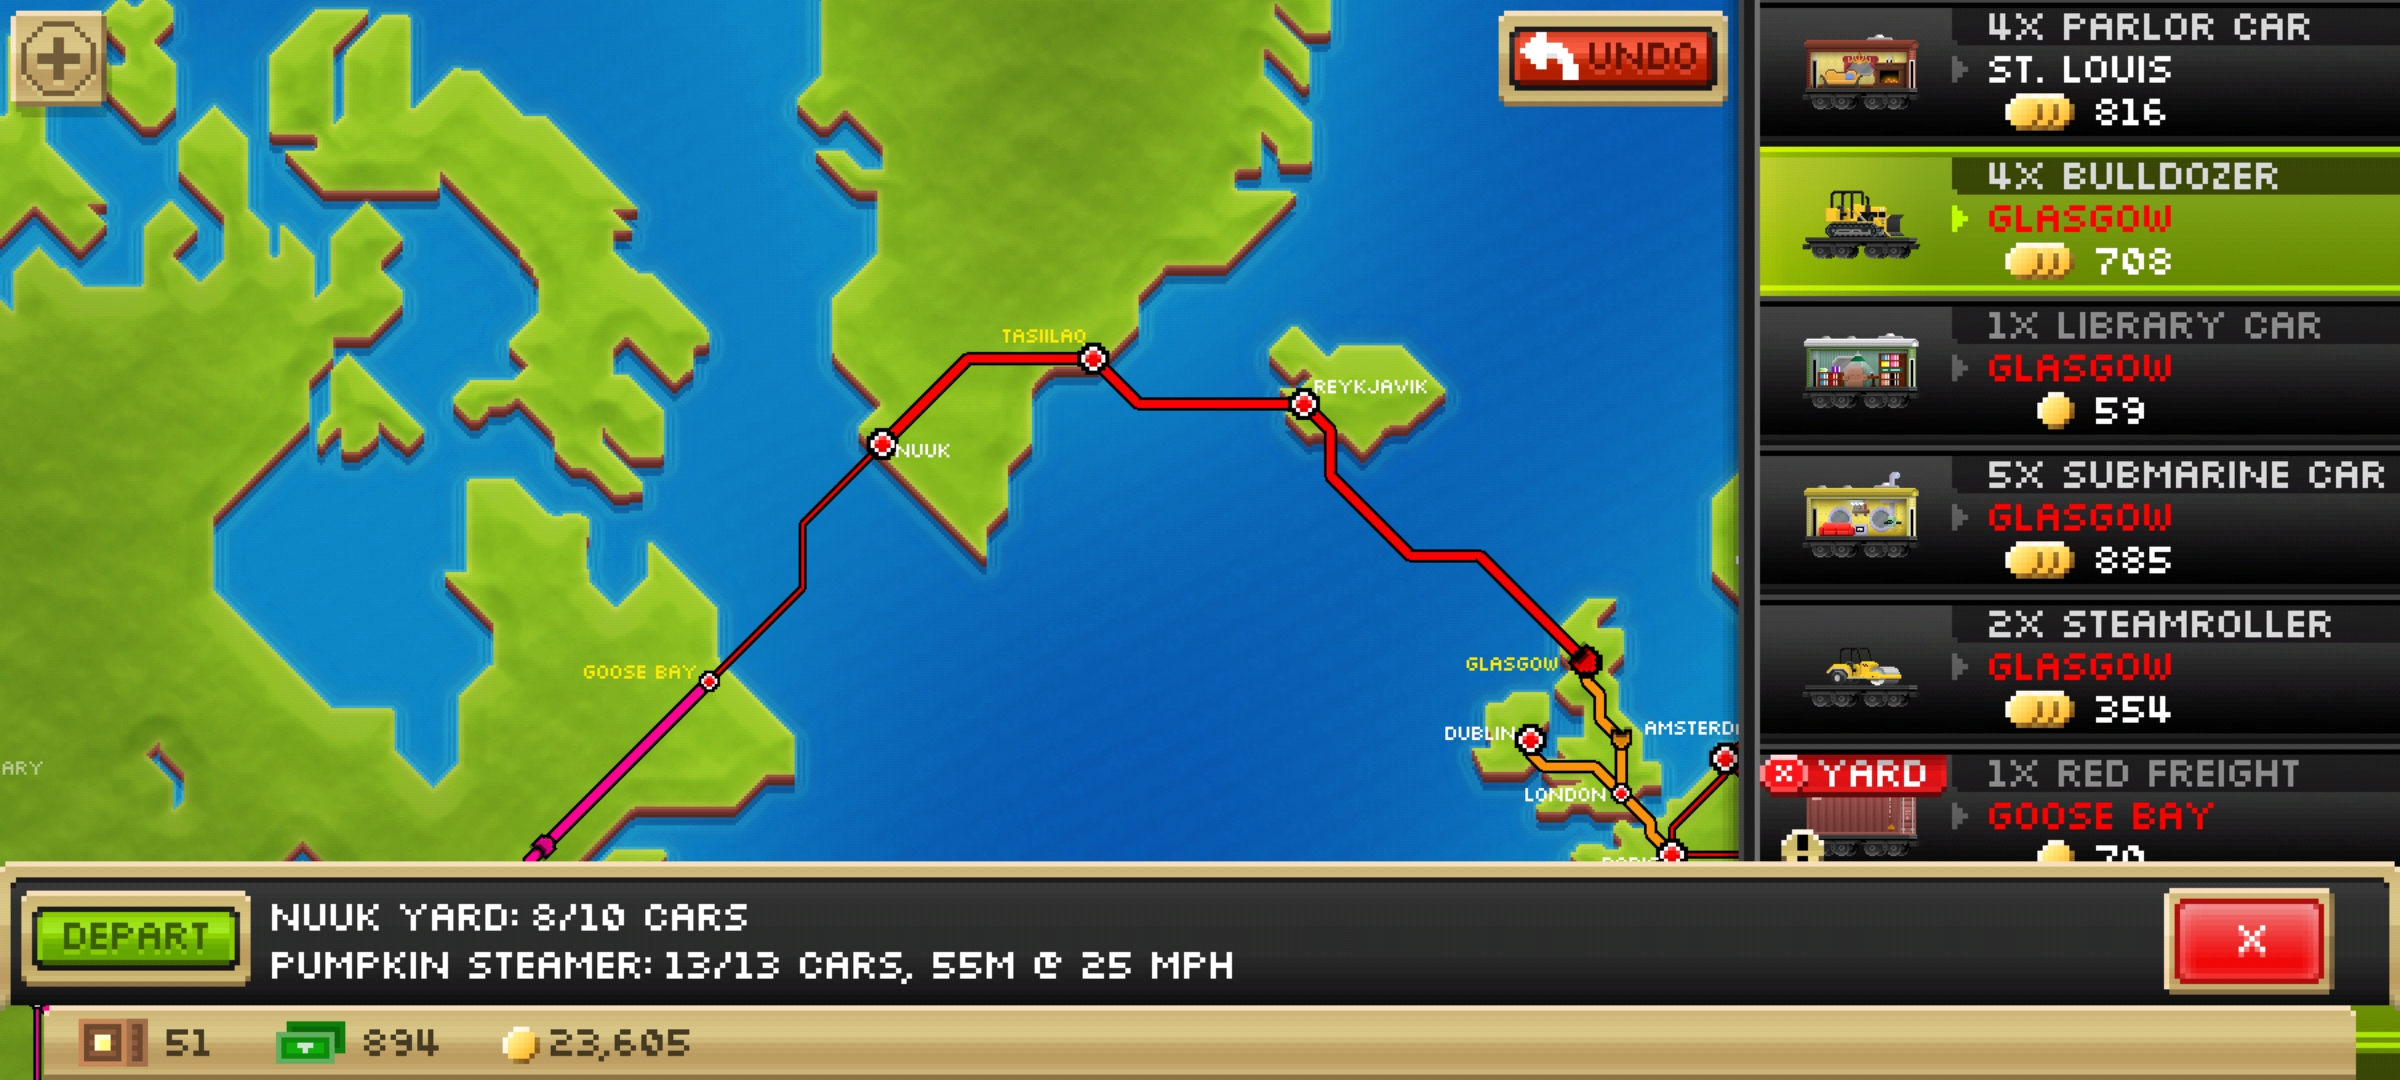 UNDO
TASIILAQ
REYKJAVIK
NUUK
GOOSE BAY
GLASGOW
DUBLIN
AMSTERD
LONDON
ARY
4X PARLOR CAR
ST. LOUIS
816
4X BULLDOZER
GLASGOW
708
1X LIBRARY CAR
GLASGOW
59
5X SUBMARINE CAR
GLASGOW
885
2X STEAMROLLER
GLASGOW
354
YARD
1X RED FREIGHT
GOOSE BAY
70
DEPART
NUUK YARD: 8/10 CARS
PUMPKIN STEAMER: 13/13 CARS, 55M @ 25 MPH
X
51
894
23,605